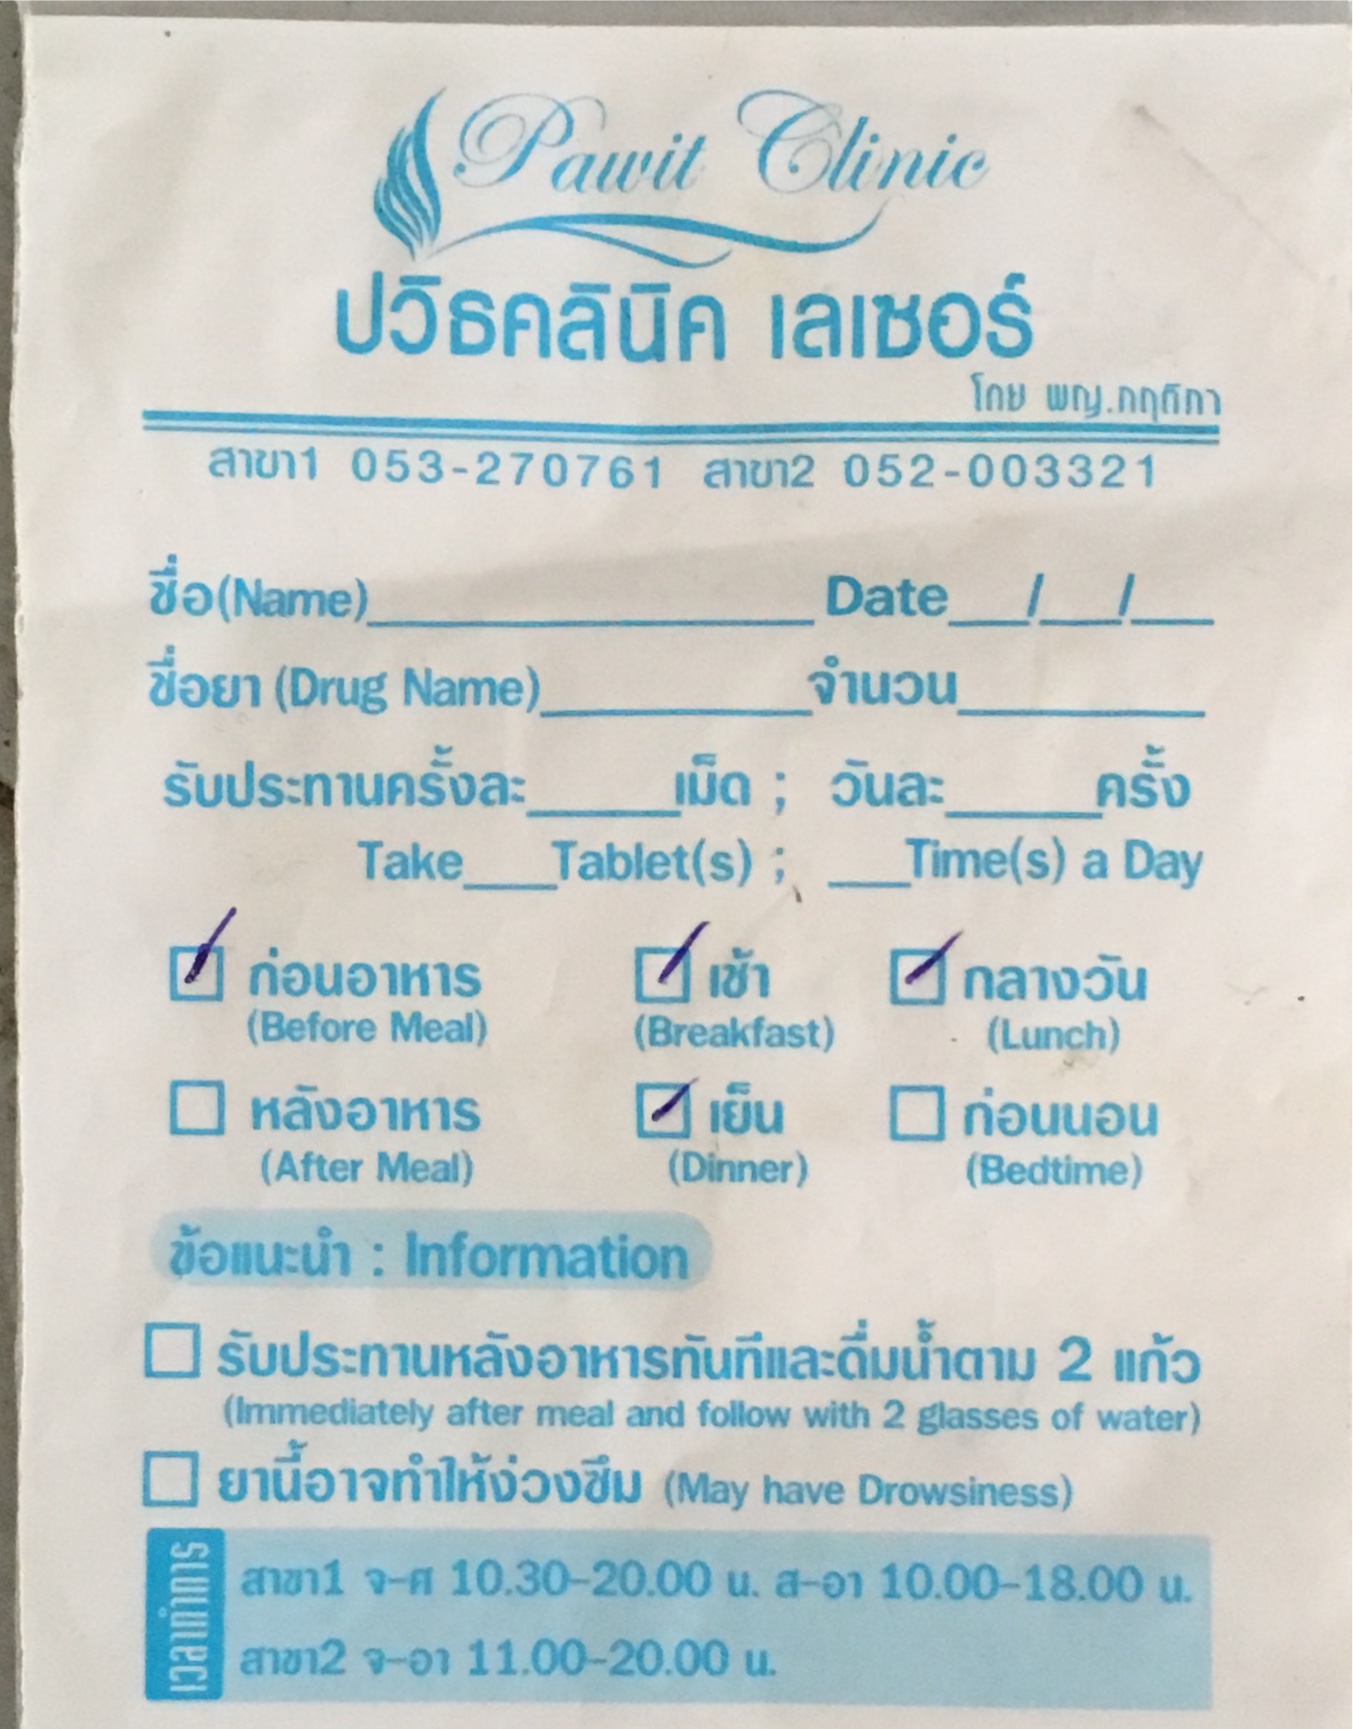 Pawit Clinic
ปวิธคลินิค เลเซอร์
โดย พญ.กฤติกา
สาขา1 053-270761 สาขา2 052-003321
ชื่อ(Name)____________ Date___/___/___
ชื่อยา (Drug Name)________จำนวน________
รับประทานครั้งละ_____เม็ด ; วันละ_____ครั้ง
Take___Tablet(s) ; ___Time(s) a Day
☑ ก่อนอาหาร ☑ เช้า ☑ กลางวัน
(Before Meal) (Breakfast) (Lunch)
☐ หลังอาหาร ☑ เย็น ☐ ก่อนนอน
(After Meal) (Dinner) (Bedtime)
ข้อแนะนำ : Information
☐ รับประทานหลังอาหารทันทีและดื่มน้ำตาม 2 แก้ว
(Immediately after meal and follow with 2 glasses of water)
☐ ยานี้อาจทำให้ง่วงซึม (May have Drowsiness)
เวลาทำการ
สาขา1 จ-ศ 10.30-20.00 น. ส-อา 10.00-18.00 น.
สาขา2 จ-อา 11.00-20.00 น.